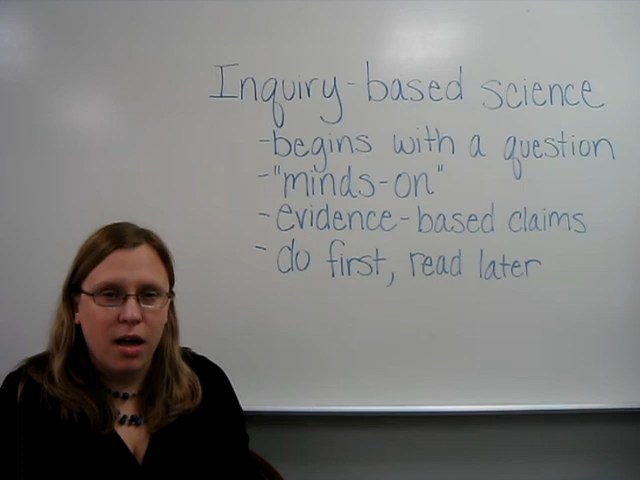 Inquiry-based science
-begins with a question
-"minds-on"
-evidence-based claims
-do first, read later